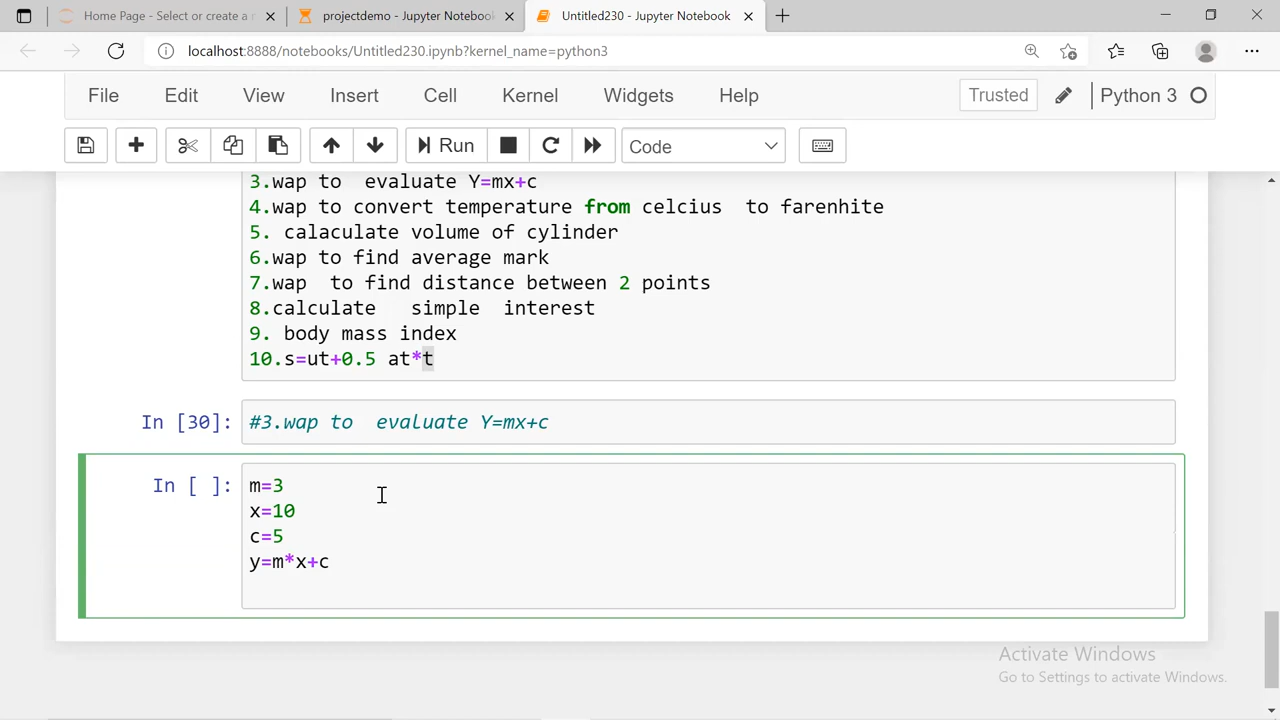 Home Page - Select or create a n
projectdemo - Jupyter Notebook
Untitled230 - Jupyter Notebook
localhost:8888/notebooks/Untitled230.ipynb?kernel_name=python3
File Edit View Insert Cell Kernel Widgets Help Trusted Python 3
Run Code
3.wap to  evaluate Y=mx+c
4.wap to convert temperature from celcius  to farenhite
5. calaculate volume of cylinder
6.wap to find average mark
7.wap  to find distance between 2 points
8.calculate   simple  interest
9. body mass index
10.s=ut+0.5 at*t
In [30]: #3.wap to  evaluate Y=mx+c
In [ ]: m=3
x=10
c=5
y=m*x+c
Activate Windows
Go to Settings to activate Windows.